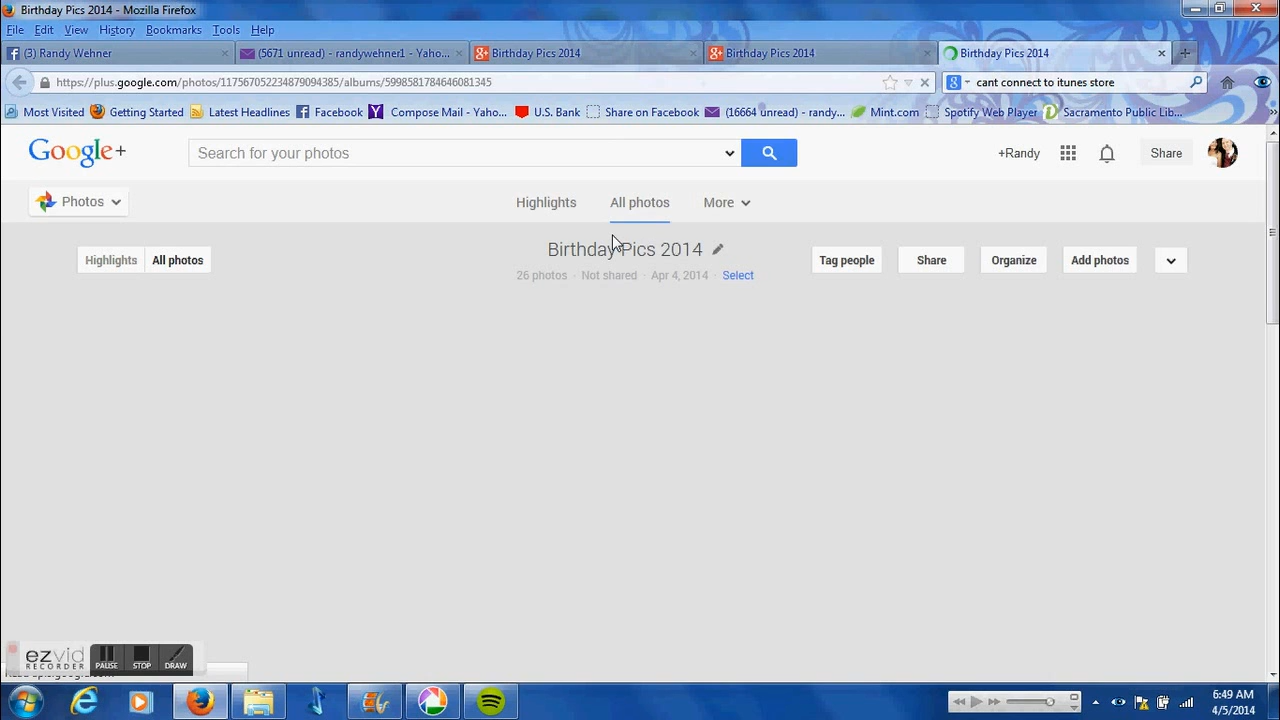 Birthday Pics 2014 - Mozilla Firefox
File Edit View History Bookmarks Tools Help
(3) Randy Wehner (5671 unread) - randywehner1 - Yaho... Birthday Pics 2014 Birthday Pics 2014 Birthday Pics 2014
https://plus.google.com/photos/117567052234879094385/albums/5998581784646081345 cant connect to itunes store
Most Visited Getting Started Latest Headlines Facebook Compose Mail - Yaho... U.S. Bank Share on Facebook (16664 unread) - randy... Mint.com Spotify Web Player Sacramento Public Lib...
Google+ Search for your photos +Randy Share
Photos Highlights All photos More
Highlights All photos Birthday Pics 2014 Tag people Share Organize Add photos
26 photos · Not shared · Apr 4, 2014 · Select
ezvid
RECORDER PAUSE STOP DRAW
6:49 AM
4/5/2014